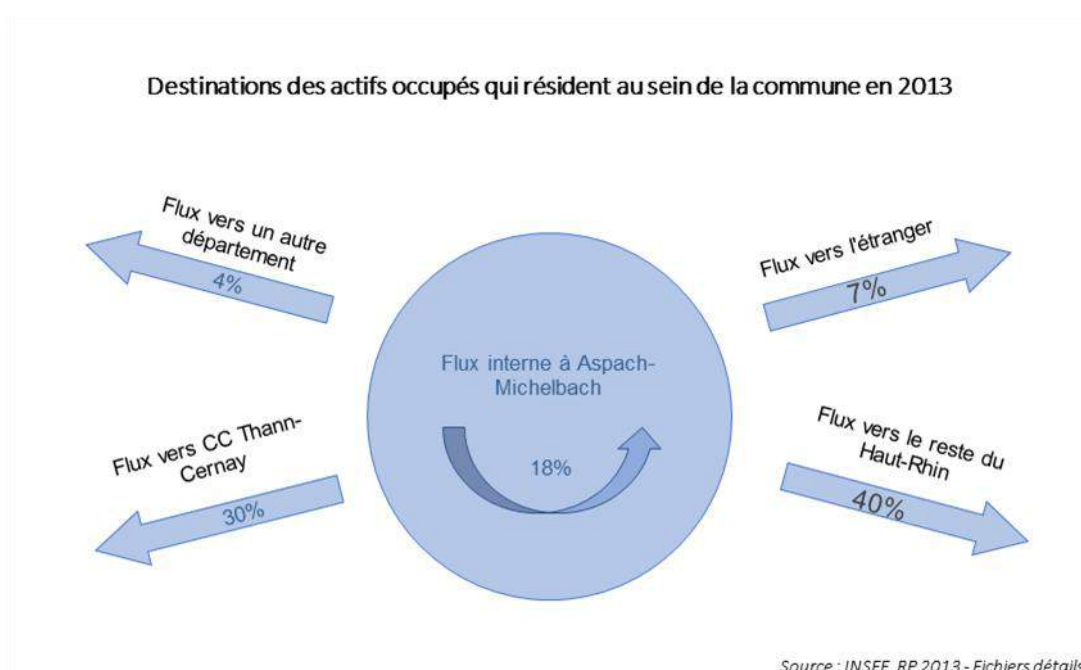 Destinations des actifs occupés qui résident au sein de la commune en 2013
Flux vers un autre
département
4%
Flux vers l'étranger
7%
Flux interne à Aspach-
Michelbach
18%
Flux vers CC Thann-
Cernay
30%
Flux vers le reste du
Haut-Rhin
40%
Source : INSEE, RP 2013 - Fichiers détails